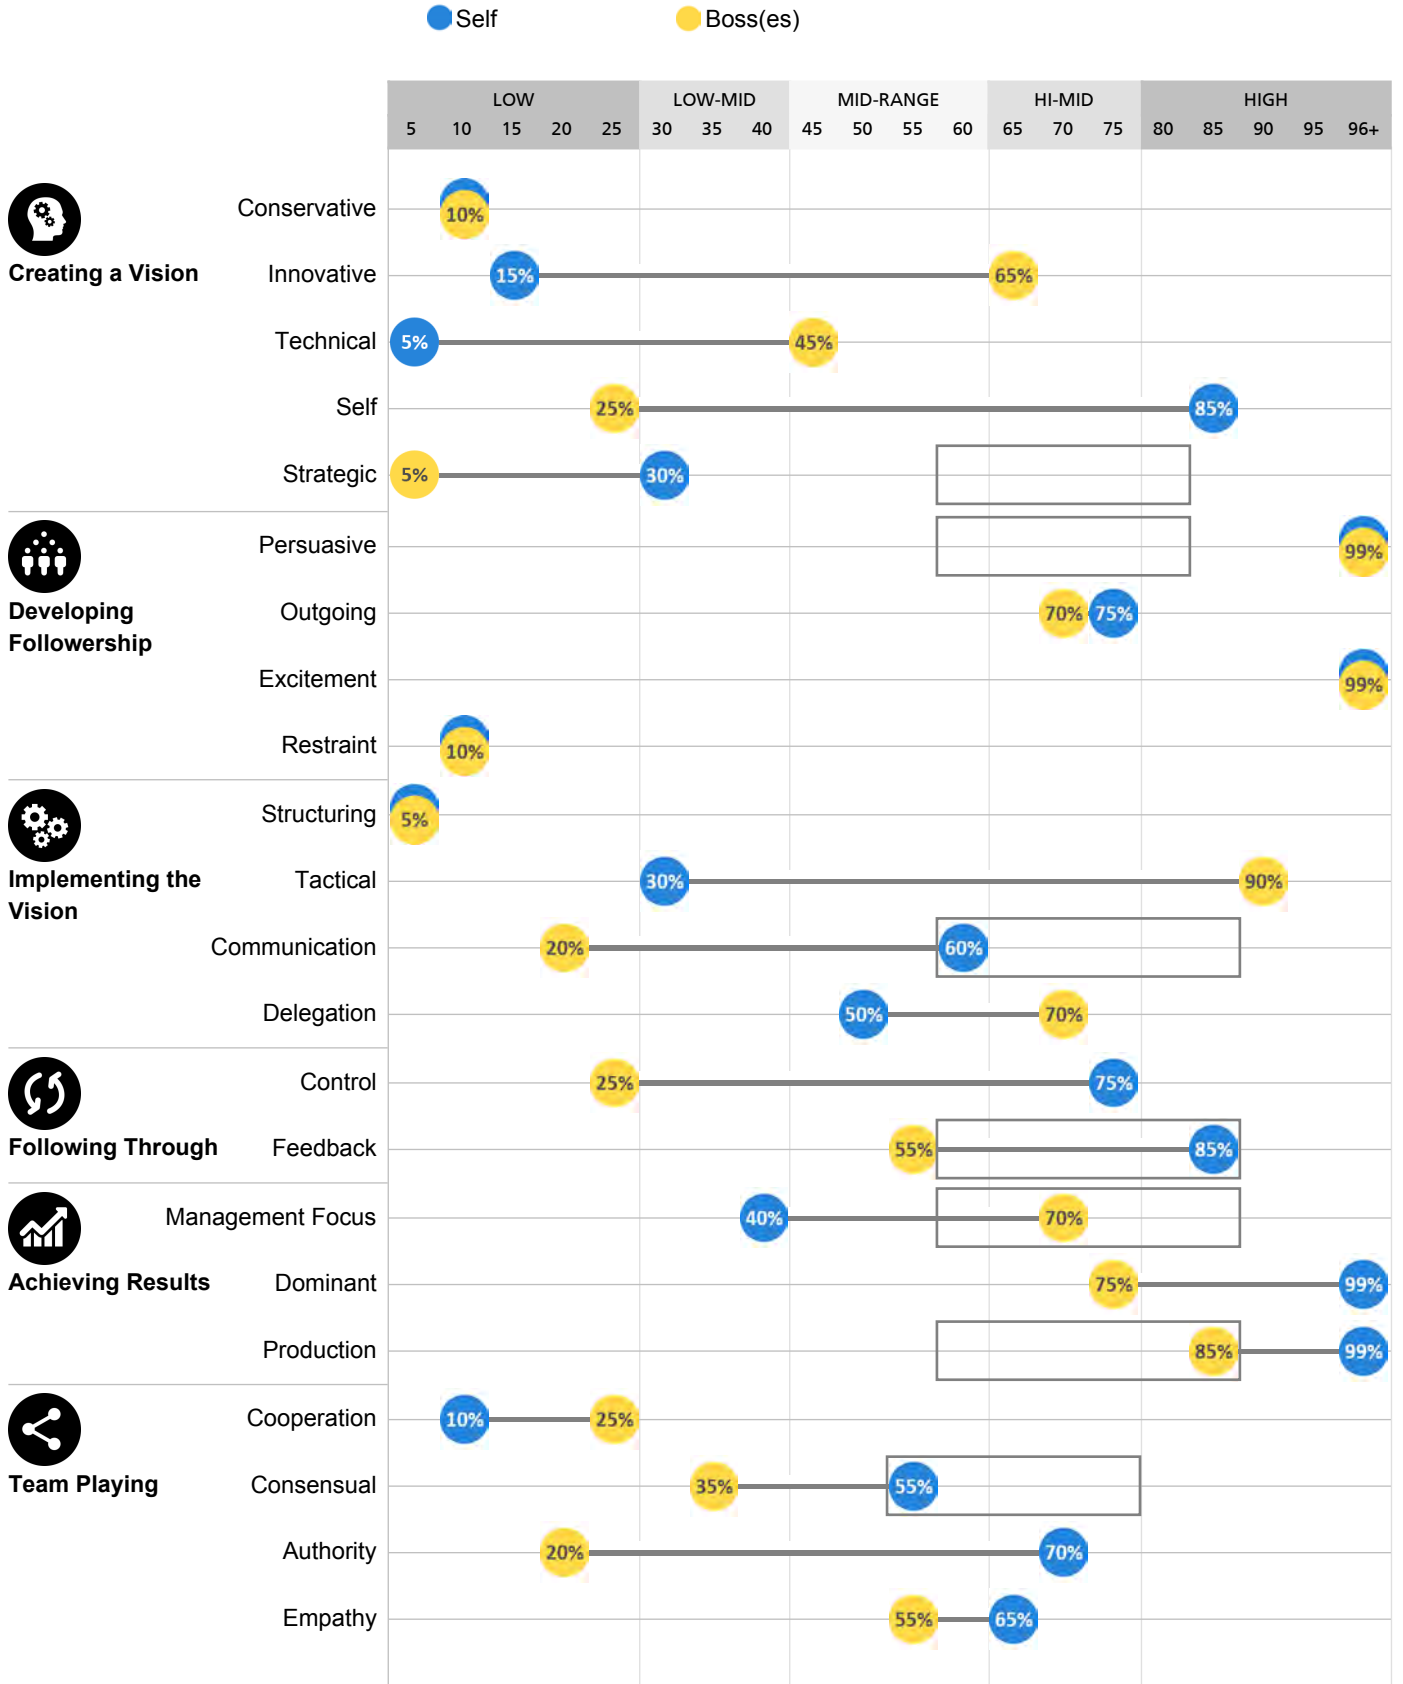 Self Boss(es)
LOW LOW-MID MID-RANGE HI-MID HIGH
5 10 15 20 25 30 35 40 45 50 55 60 65 70 75 80 85 90 95 96+
Conservative 10%
Creating a Vision Innovative 15% 65%
Technical 5% 45%
Self 25% 85%
Strategic 5% 30%
Persuasive 99%
Developing Outgoing 70% 75%
Followership
Excitement 99%
Restraint 10%
Structuring 5%
Implementing the Tactical 30% 90%
Vision
Communication 20% 60%
Delegation 50% 70%
Control 25% 75%
Following Through Feedback 55% 85%
Management Focus 40% 70%
Achieving Results Dominant 75% 99%
Production 85% 99%
Cooperation 10% 25%
Team Playing Consensual 35% 55%
Authority 20% 70%
Empathy 55% 65%